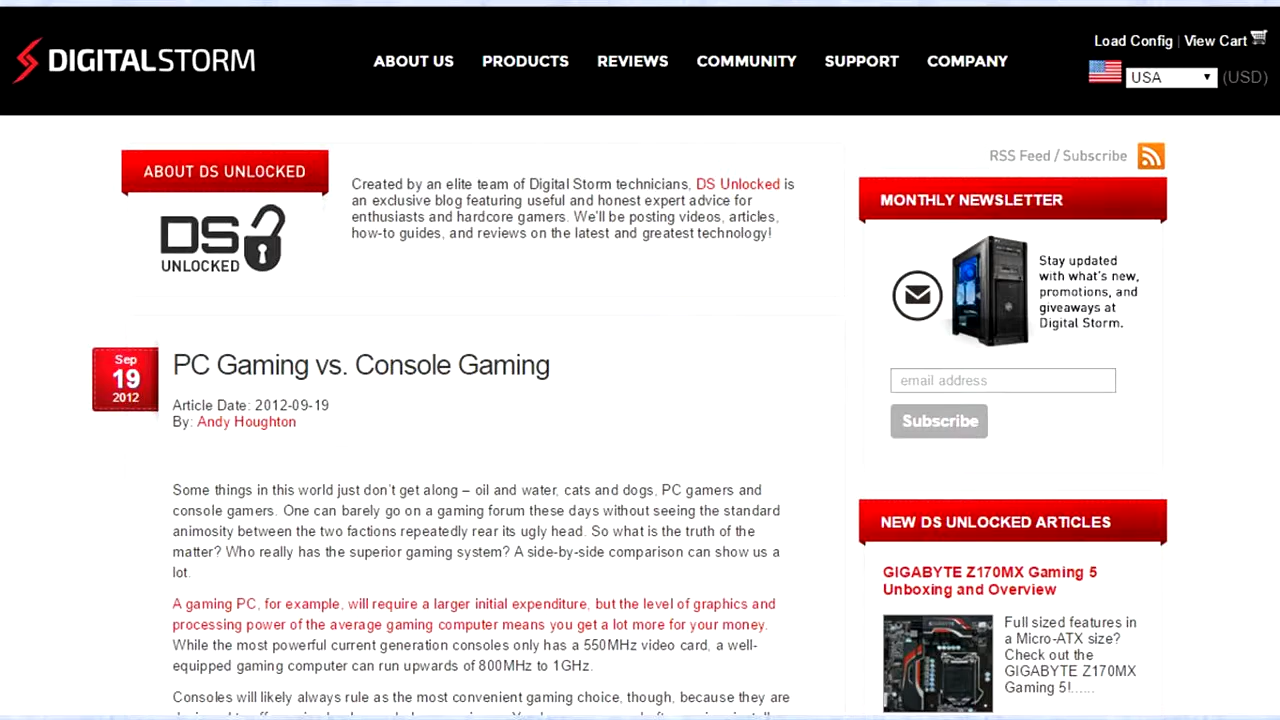 DIGITALSTORM
ABOUT US PRODUCTS REVIEWS COMMUNITY SUPPORT COMPANY
Load Config | View Cart
USA (USD)
ABOUT DS UNLOCKED
DS
UNLOCKED
Created by an elite team of Digital Storm technicians, DS Unlocked is
an exclusive blog featuring useful and honest expert advice for
enthusiasts and hardcore gamers. We'll be posting videos, articles,
how-to guides, and reviews on the latest and greatest technology!
RSS Feed / Subscribe
MONTHLY NEWSLETTER
Stay updated
with what's new,
promotions, and
giveaways at
Digital Storm.
email address
Subscribe
Sep
19
2012
PC Gaming vs. Console Gaming
Article Date: 2012-09-19
By: Andy Houghton
Some things in this world just don't get along – oil and water, cats and dogs, PC gamers and
console gamers. One can barely go on a gaming forum these days without seeing the standard
animosity between the two factions repeatedly rear its ugly head. So what is the truth of the
matter? Who really has the superior gaming system? A side-by-side comparison can show us a
lot.
A gaming PC, for example, will require a larger initial expenditure, but the level of graphics and
processing power of the average gaming computer means you get a lot more for your money.
While the most powerful current generation consoles only has a 550MHz video card, a well-
equipped gaming computer can run upwards of 800MHz to 1GHz.
Consoles will likely always rule as the most convenient gaming choice, though, because they are
NEW DS UNLOCKED ARTICLES
GIGABYTE Z170MX Gaming 5
Unboxing and Overview
Full sized features in
a Micro-ATX size?
Check out the
GIGABYTE Z170MX
Gaming 5!......